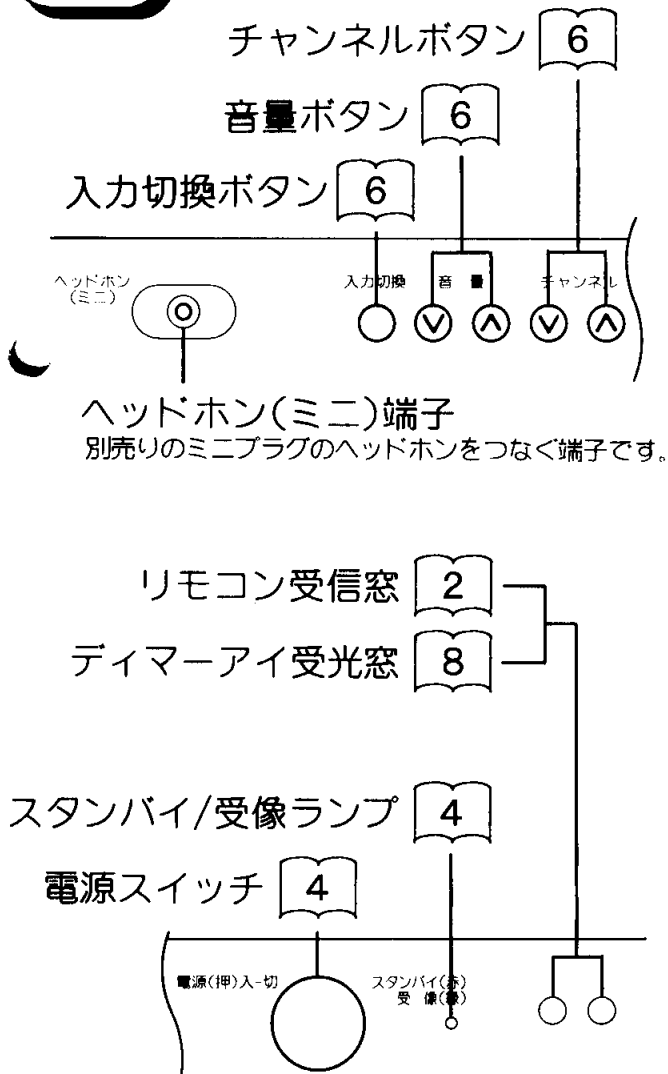 チャンネルボタン 6
音量ボタン 6
入力切換ボタン 6
ヘッドホン
(ミニ)
入力切換 音 量 チャンネル
ヘッドホン(ミニ)端子
別売りのミニプラグのヘッドホンをつなぐ端子です。
リモコン受信窓 2
ディマーアイ受光窓 8
スタンバイ/受像ランプ 4
電源スイッチ 4
電源(押)入-切
スタンバイ(赤)
受 像(緑)